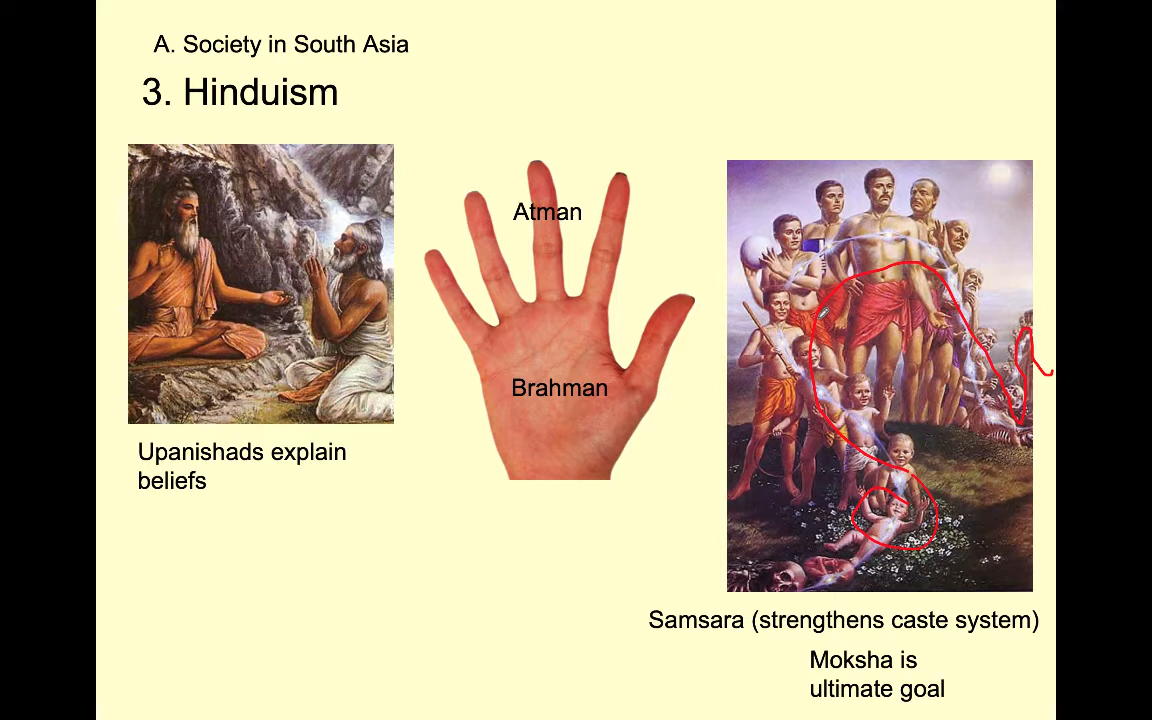 A. Society in South Asia
3. Hinduism
Atman
Brahman
Upanishads explain
beliefs
Samsara (strengthens caste system)
Moksha is
ultimate goal